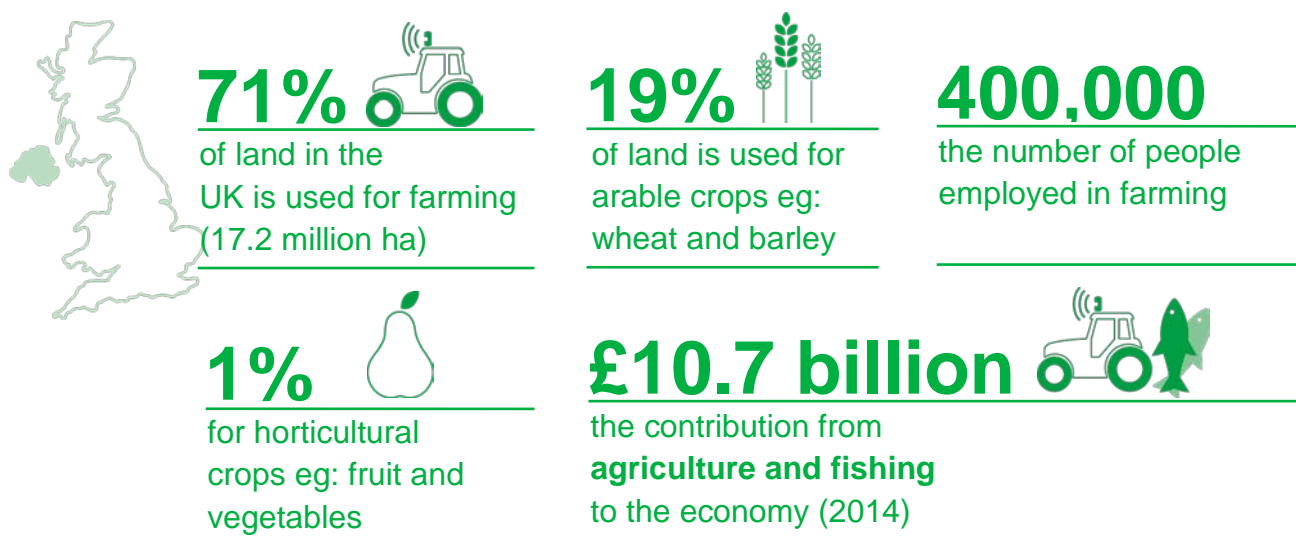 71%
of land in the
UK is used for farming
(17.2 million ha)
19%
of land is used for
arable crops eg:
wheat and barley
400,000
the number of people
employed in farming
1%
for horticultural
crops eg: fruit and
vegetables
£10.7 billion
the contribution from
agriculture and fishing
to the economy (2014)